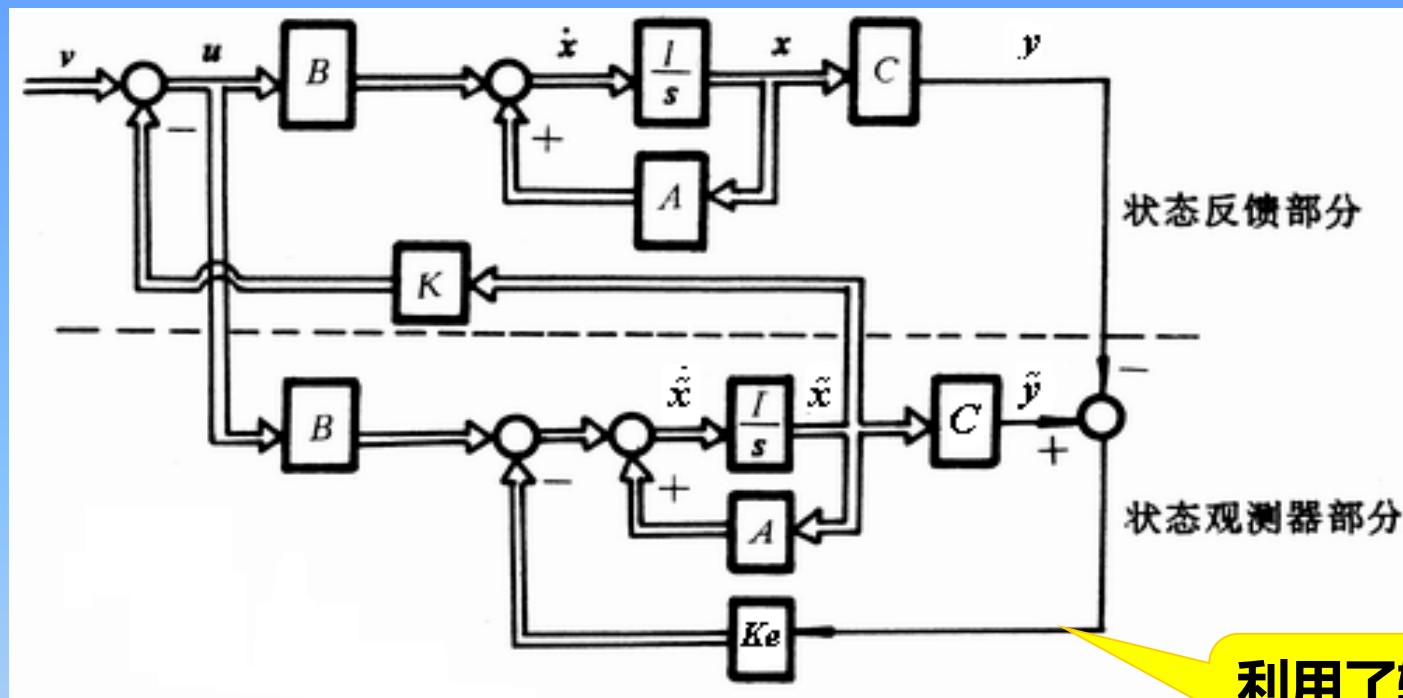 v u B ẋ I/s x C y
−
+
A
状态反馈部分
K
B x̃̇ I/s x̃ C ỹ −
− + +
A
状态观测器部分
Ke
利用了